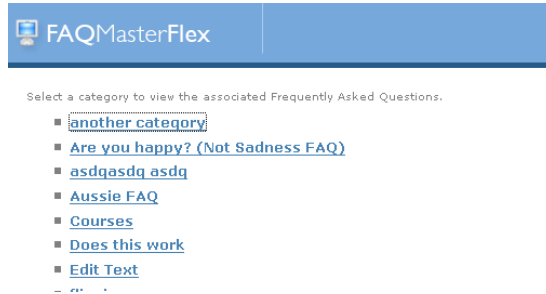 FAQMasterFlex
Select a category to view the associated Frequently Asked Questions.
another category
Are you happy? (Not Sadness FAQ)
asdqasdq asdq
Aussie FAQ
Courses
Does this work
Edit Text